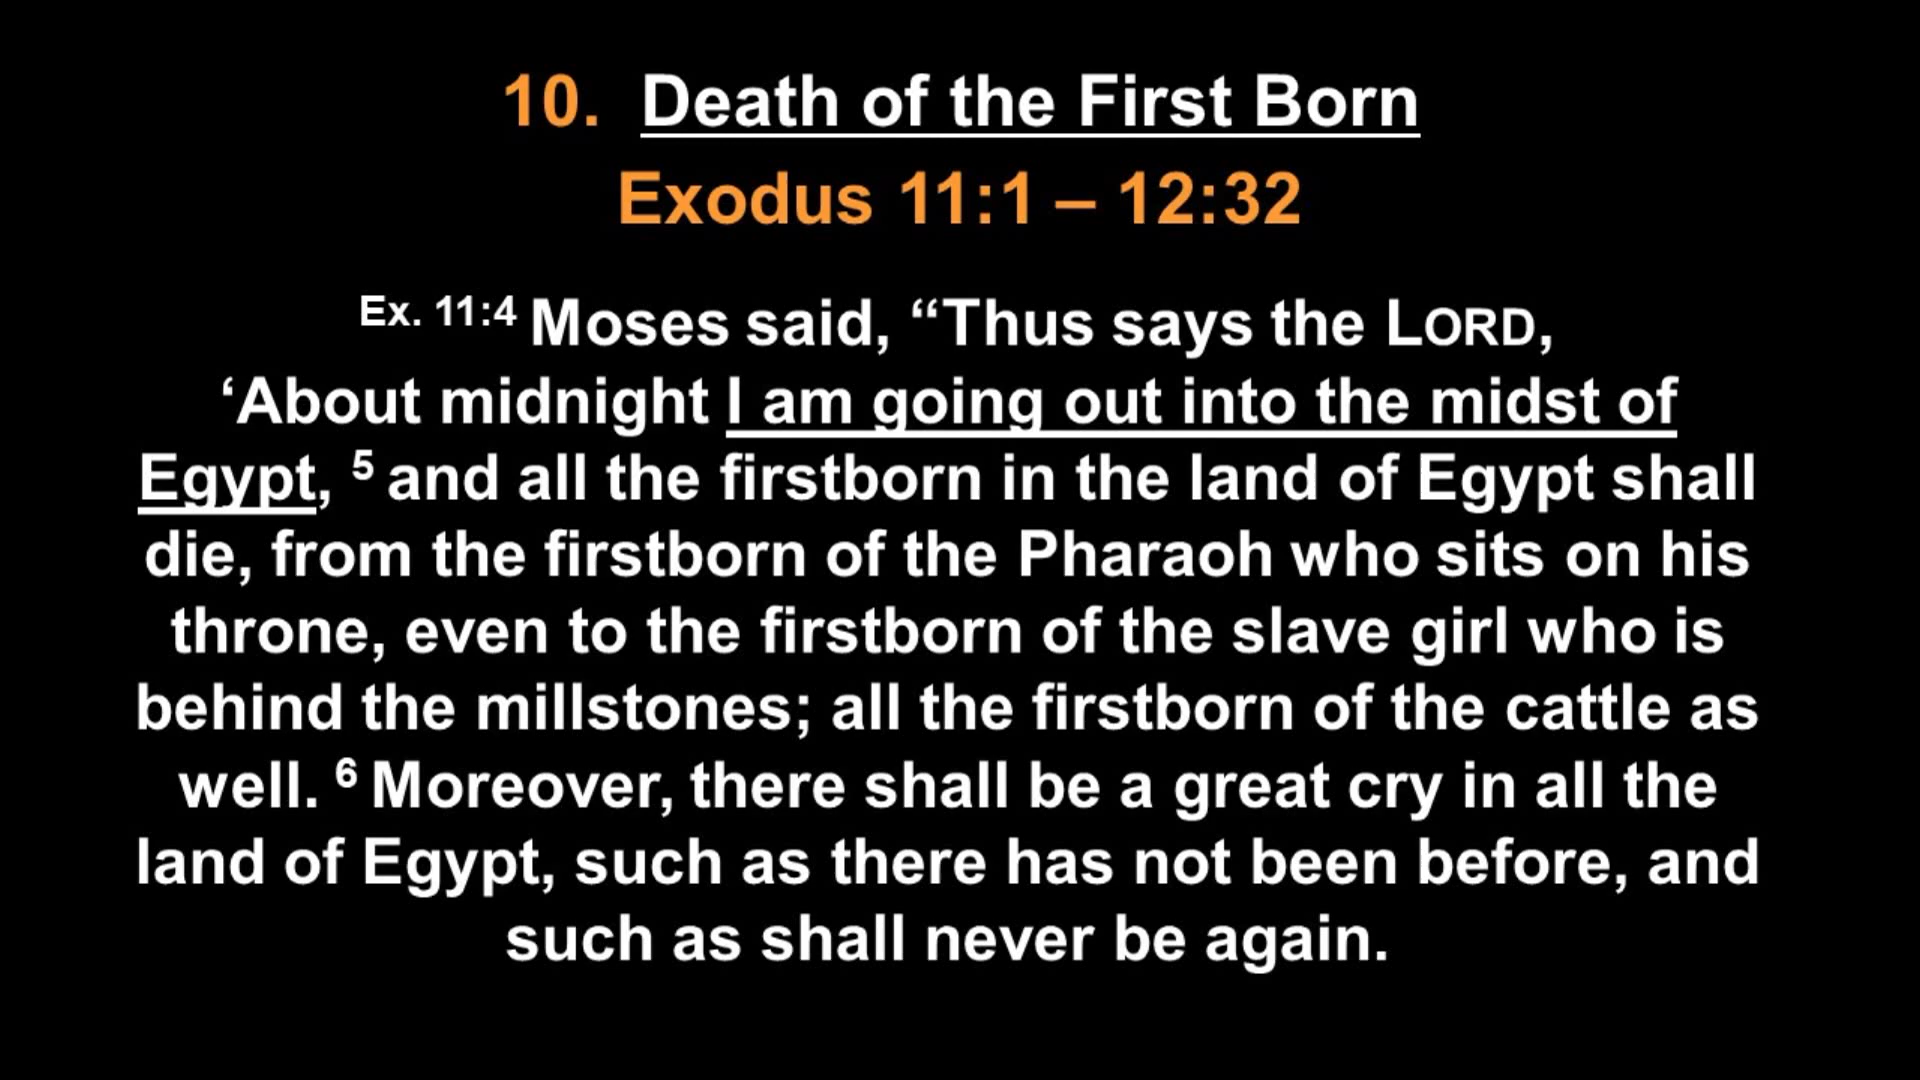 10. Death of the First Born
Exodus 11:1 – 12:32
Ex. 11:4 Moses said, “Thus says the LORD,
‘About midnight I am going out into the midst of
Egypt, 5 and all the firstborn in the land of Egypt shall
die, from the firstborn of the Pharaoh who sits on his
throne, even to the firstborn of the slave girl who is
behind the millstones; all the firstborn of the cattle as
well. 6 Moreover, there shall be a great cry in all the
land of Egypt, such as there has not been before, and
such as shall never be again.